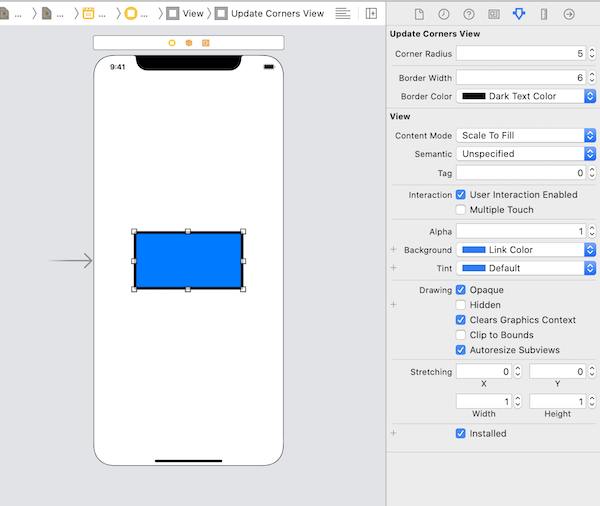 ... ... ... ... View Update Corners View
9:41
Update Corners View
Corner Radius 5
Border Width 6
Border Color Dark Text Color
View
Content Mode Scale To Fill
Semantic Unspecified
Tag 0
Interaction User Interaction Enabled
Multiple Touch
Alpha 1
+ Background Link Color
+ Tint Default
Drawing Opaque
+ Hidden
Clears Graphics Context
Clip to Bounds
Autoresize Subviews
Stretching 0 0
X Y
1 1
Width Height
+ Installed